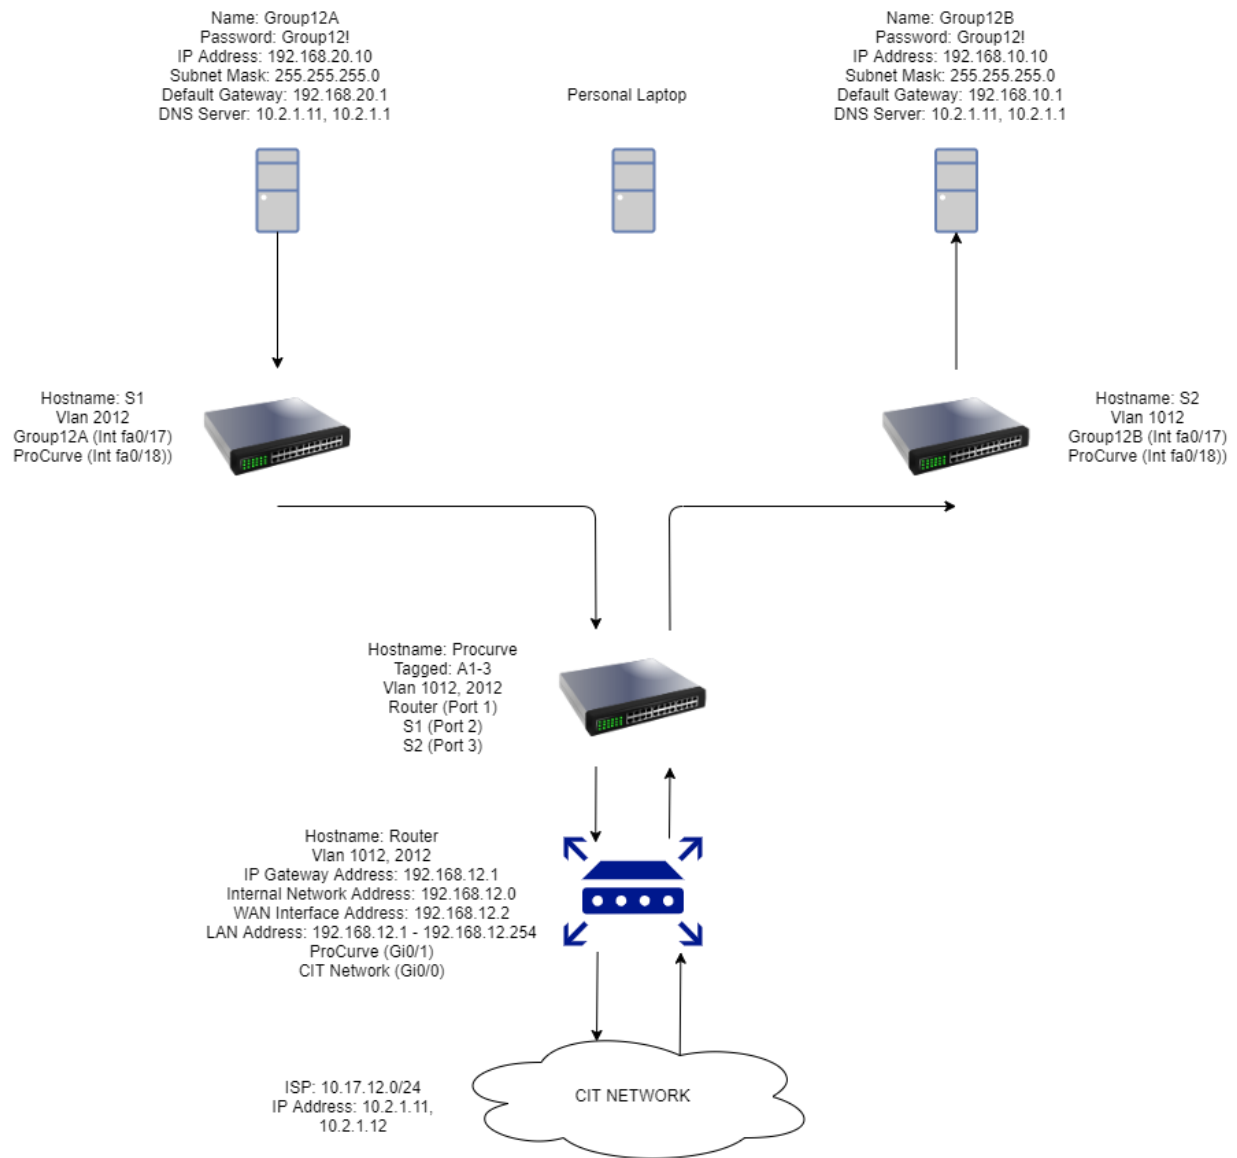 Name: Group12A
Password: Group12!
IP Address: 192.168.20.10
Subnet Mask: 255.255.255.0
Default Gateway: 192.168.20.1
DNS Server: 10.2.1.11, 10.2.1.1
Personal Laptop
Name: Group12B
Password: Group12!
IP Address: 192.168.10.10
Subnet Mask: 255.255.255.0
Default Gateway: 192.168.10.1
DNS Server: 10.2.1.11, 10.2.1.1
Hostname: S1
Vlan 2012
Group12A (Int fa0/17)
ProCurve (Int fa0/18))
Hostname: S2
Vlan 1012
Group12B (Int fa0/17)
ProCurve (Int fa0/18))
Hostname: Procurve
Tagged: A1-3
Vlan 1012, 2012
Router (Port 1)
S1 (Port 2)
S2 (Port 3)
Hostname: Router
Vlan 1012, 2012
IP Gateway Address: 192.168.12.1
Internal Network Address: 192.168.12.0
WAN Interface Address: 192.168.12.2
LAN Address: 192.168.12.1 - 192.168.12.254
ProCurve (Gi0/1)
CIT Network (Gi0/0)
ISP: 10.17.12.0/24
IP Address: 10.2.1.11,
10.2.1.12
CIT NETWORK